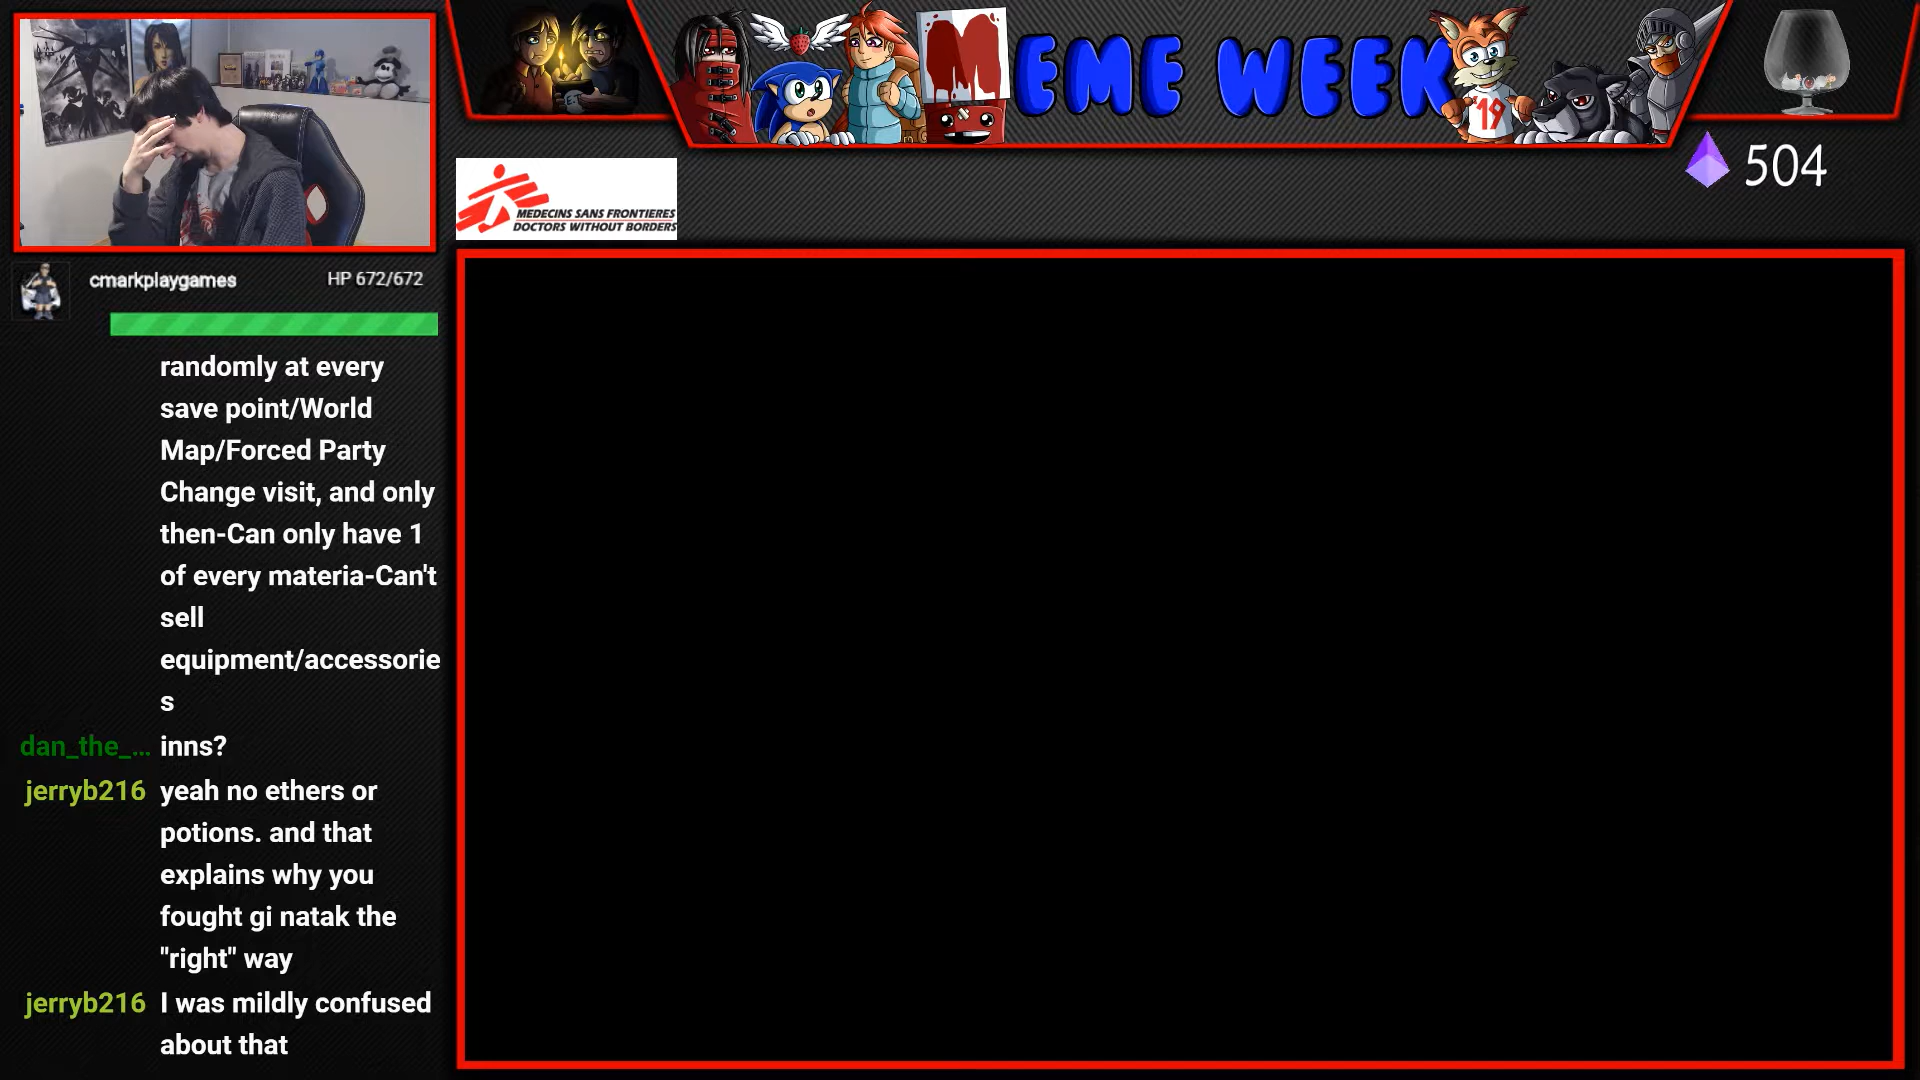 MEME WEEK
19
504
MEDECINS SANS FRONTIERES
DOCTORS WITHOUT BORDERS
cmarkplaygames
HP 672/672
randomly at every
save point/World
Map/Forced Party
Change visit, and only
then-Can only have 1
of every materia-Can't
sell
equipment/accessorie
s
dan_the_... inns?
jerryb216 yeah no ethers or
potions. and that
explains why you
fought gi natak the
"right" way
jerryb216 I was mildly confused
about that